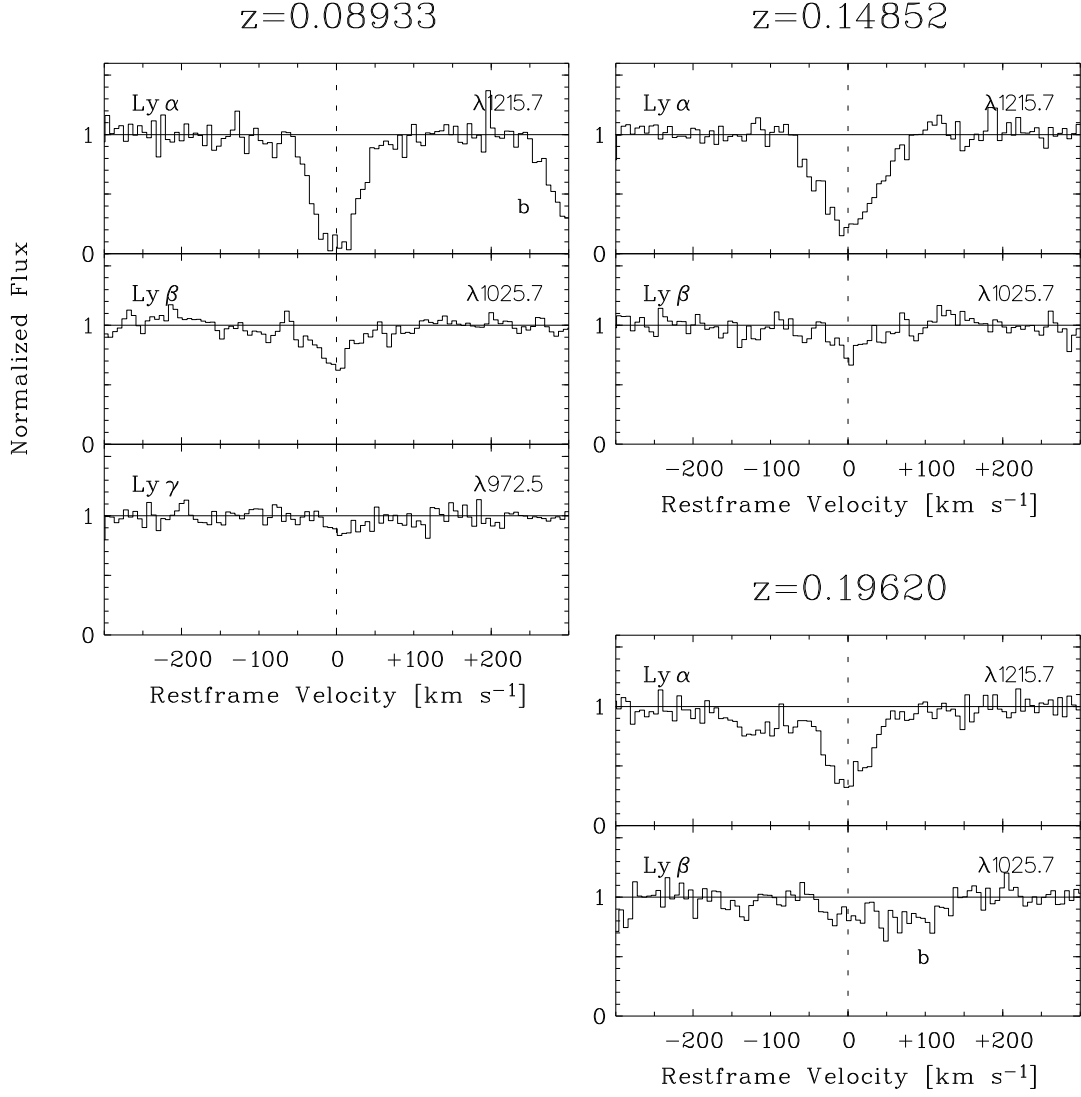 z=0.08933
Normalized Flux
Ly α λ1215.7
1
b
0
Ly β λ1025.7
1
0
Ly γ λ972.5
1
0
−200 −100 0 +100 +200
Restframe Velocity [km s⁻¹]
z=0.14852
Ly α λ1215.7
1
0
Ly β λ1025.7
1
0
−200 −100 0 +100 +200
Restframe Velocity [km s⁻¹]
z=0.19620
Ly α λ1215.7
1
0
Ly β λ1025.7
1
b
0
−200 −100 0 +100 +200
Restframe Velocity [km s⁻¹]